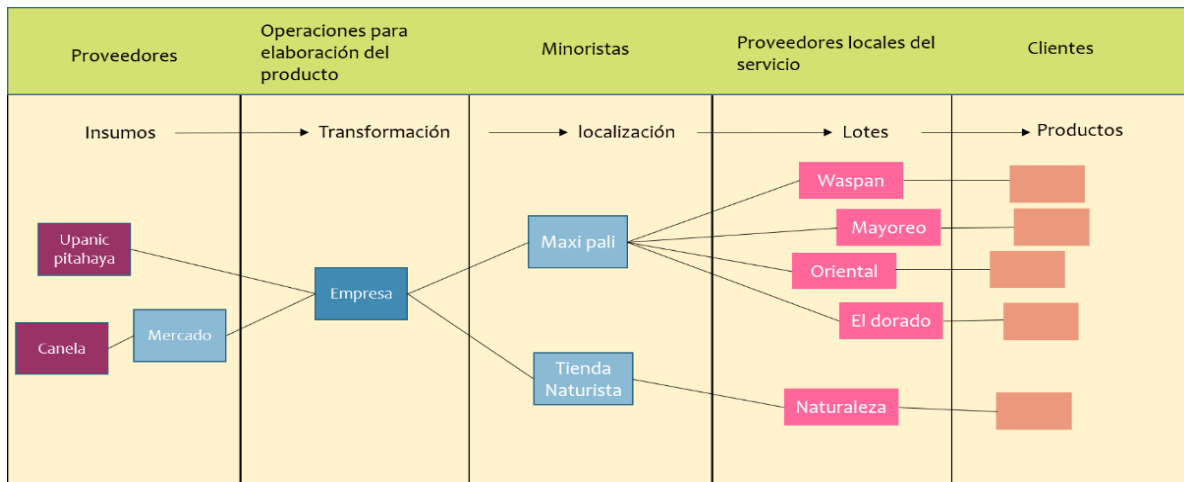 Proveedores
Operaciones para
elaboración del
producto
Minoristas
Proveedores locales del
servicio
Clientes
Insumos
Transformación
localización
Lotes
Productos
Upanic
pitahaya
Canela
Mercado
Empresa
Maxi pali
Tienda
Naturista
Waspan
Mayoreo
Oriental
El dorado
Naturaleza